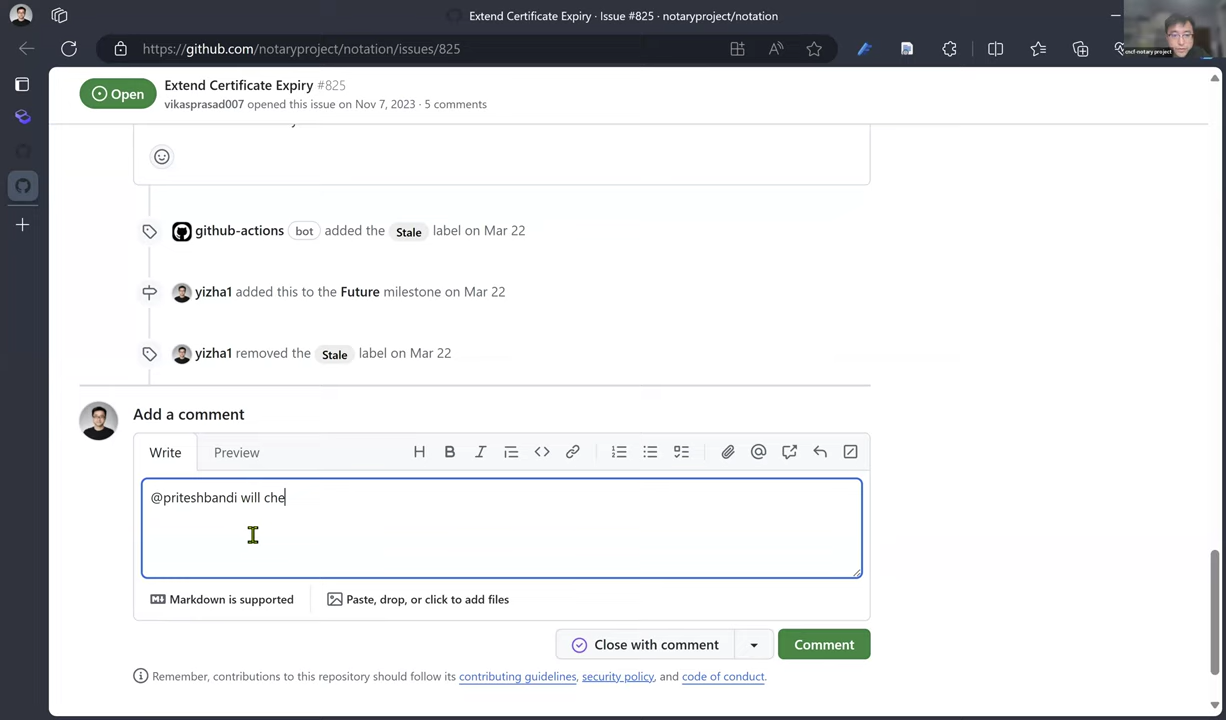 Extend Certificate Expiry · Issue #825 · notaryproject/notation
https://github.com/notaryproject/notation/issues/825
cncf-notary project
Open
Extend Certificate Expiry #825
vikasprasad007 opened this issue on Nov 7, 2023 · 5 comments
github-actions bot added the Stale label on Mar 22
yizha1 added this to the Future milestone on Mar 22
yizha1 removed the Stale label on Mar 22
Add a comment
Write Preview
@priteshbandi will che
Markdown is supported Paste, drop, or click to add files
Close with comment Comment
Remember, contributions to this repository should follow its contributing guidelines, security policy, and code of conduct.